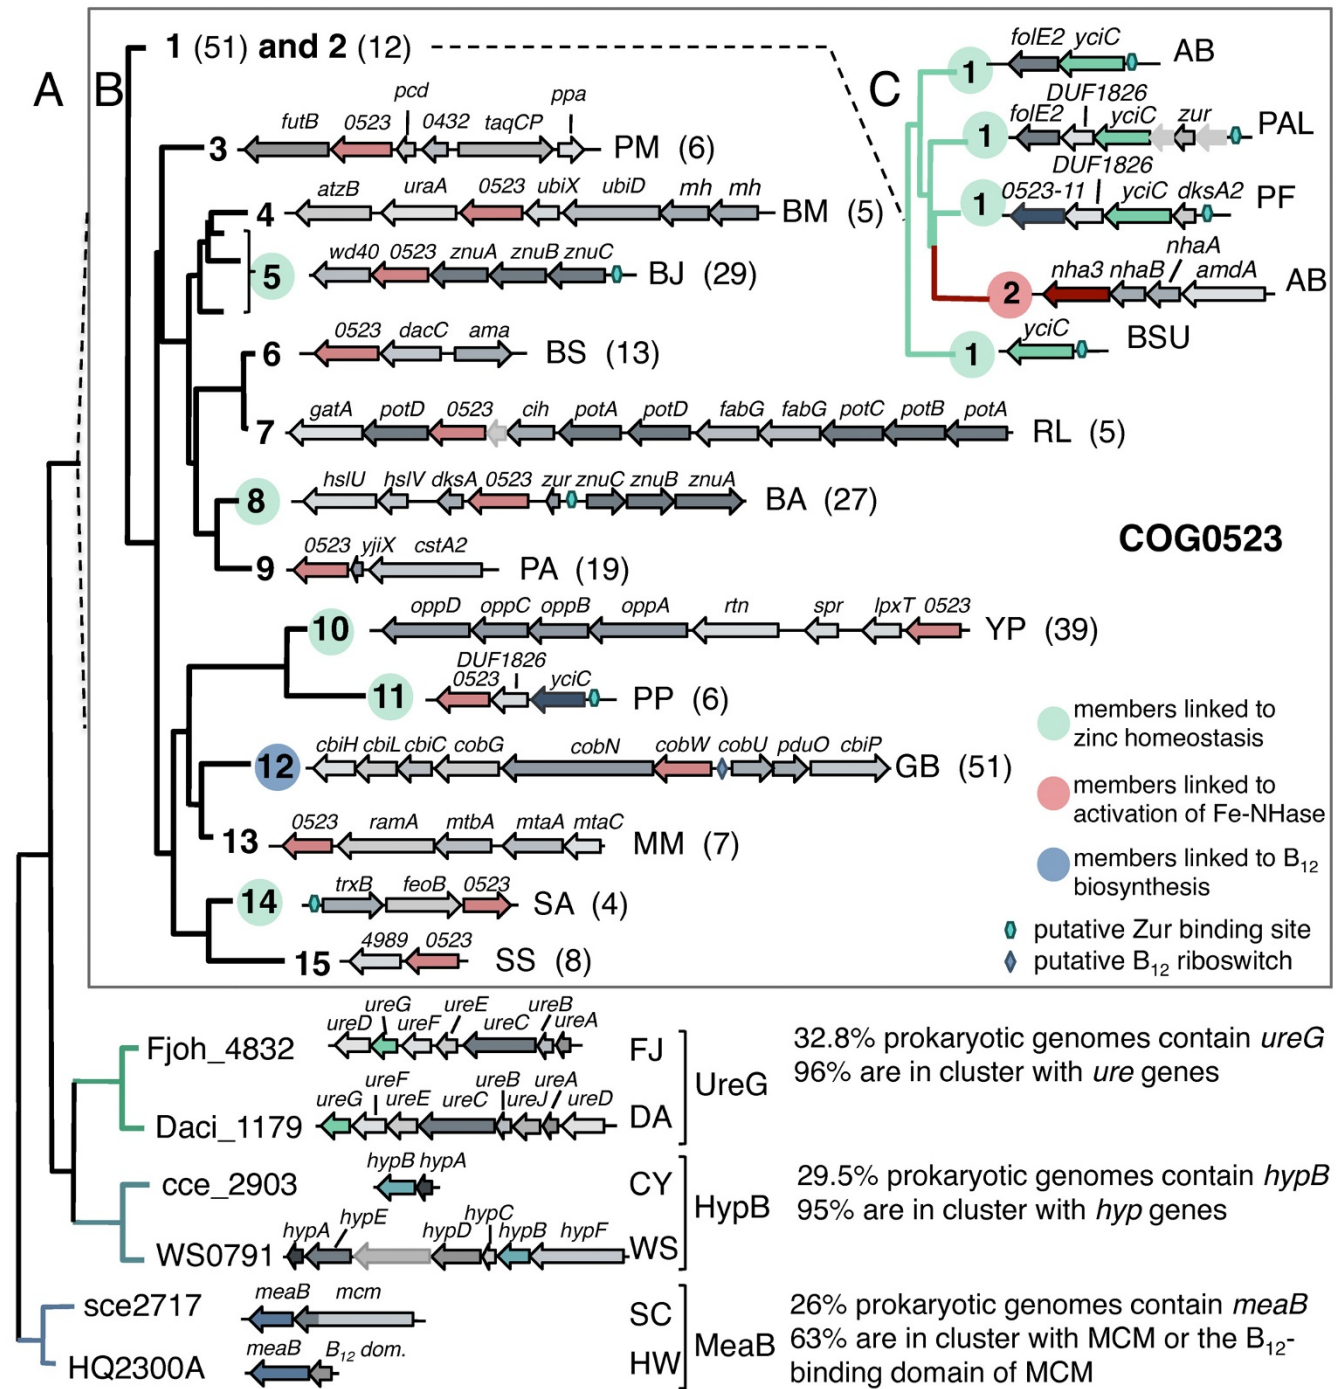 A B 1 (51) and 2 (12)
C
folE2 yciC
1 AB
DUF1826
folE2 yciC zur
1 PAL
DUF1826
0523-11 yciC dksA2
1 PF
nhaA
nha3 nhaB amdA
2 AB
yciC
1 BSU
pcd ppa
futB 0523 0432 taqCP
3 PM (6)
atzB uraA 0523 ubiX ubiD mh mh
4 BM (5)
wd40 0523 znuA znuB znuC
5 BJ (29)
0523 dacC ama
6 BS (13)
gatA potD 0523 cih potA potD fabG fabG potC potB potA
7 RL (5)
hslU hslV dksA 0523 zur znuC znuB znuA
8 BA (27)
COG0523
0523 yjiX cstA2
9 PA (19)
oppD oppC oppB oppA rtn spr lpxT 0523
10 YP (39)
DUF1826
0523 yciC
11 PP (6)
cbiH cbiL cbiC cobG cobN cobW cobU pduO cbiP
12 GB (51)
0523 ramA mtbA mtaA mtaC
13 MM (7)
trxB feoB 0523
14 SA (4)
4989 0523
15 SS (8)
members linked to
zinc homeostasis
members linked to
activation of Fe-NHase
members linked to B12
biosynthesis
putative Zur binding site
putative B12 riboswitch
ureG ureE ureB
ureD ureF ureC ureA
Fjoh_4832 FJ
ureF ureB ureA
ureG ureE ureC ureJ ureD
Daci_1179 DA
UreG
32.8% prokaryotic genomes contain ureG
96% are in cluster with ure genes
hypB hypA
cce_2903 CY
hypE hypC
hypA hypD hypB hypF
WS0791 WS
HypB
29.5% prokaryotic genomes contain hypB
95% are in cluster with hyp genes
meaB mcm
sce2717 SC
meaB B12 dom.
HQ2300A HW
MeaB
26% prokaryotic genomes contain meaB
63% are in cluster with MCM or the B12-
binding domain of MCM